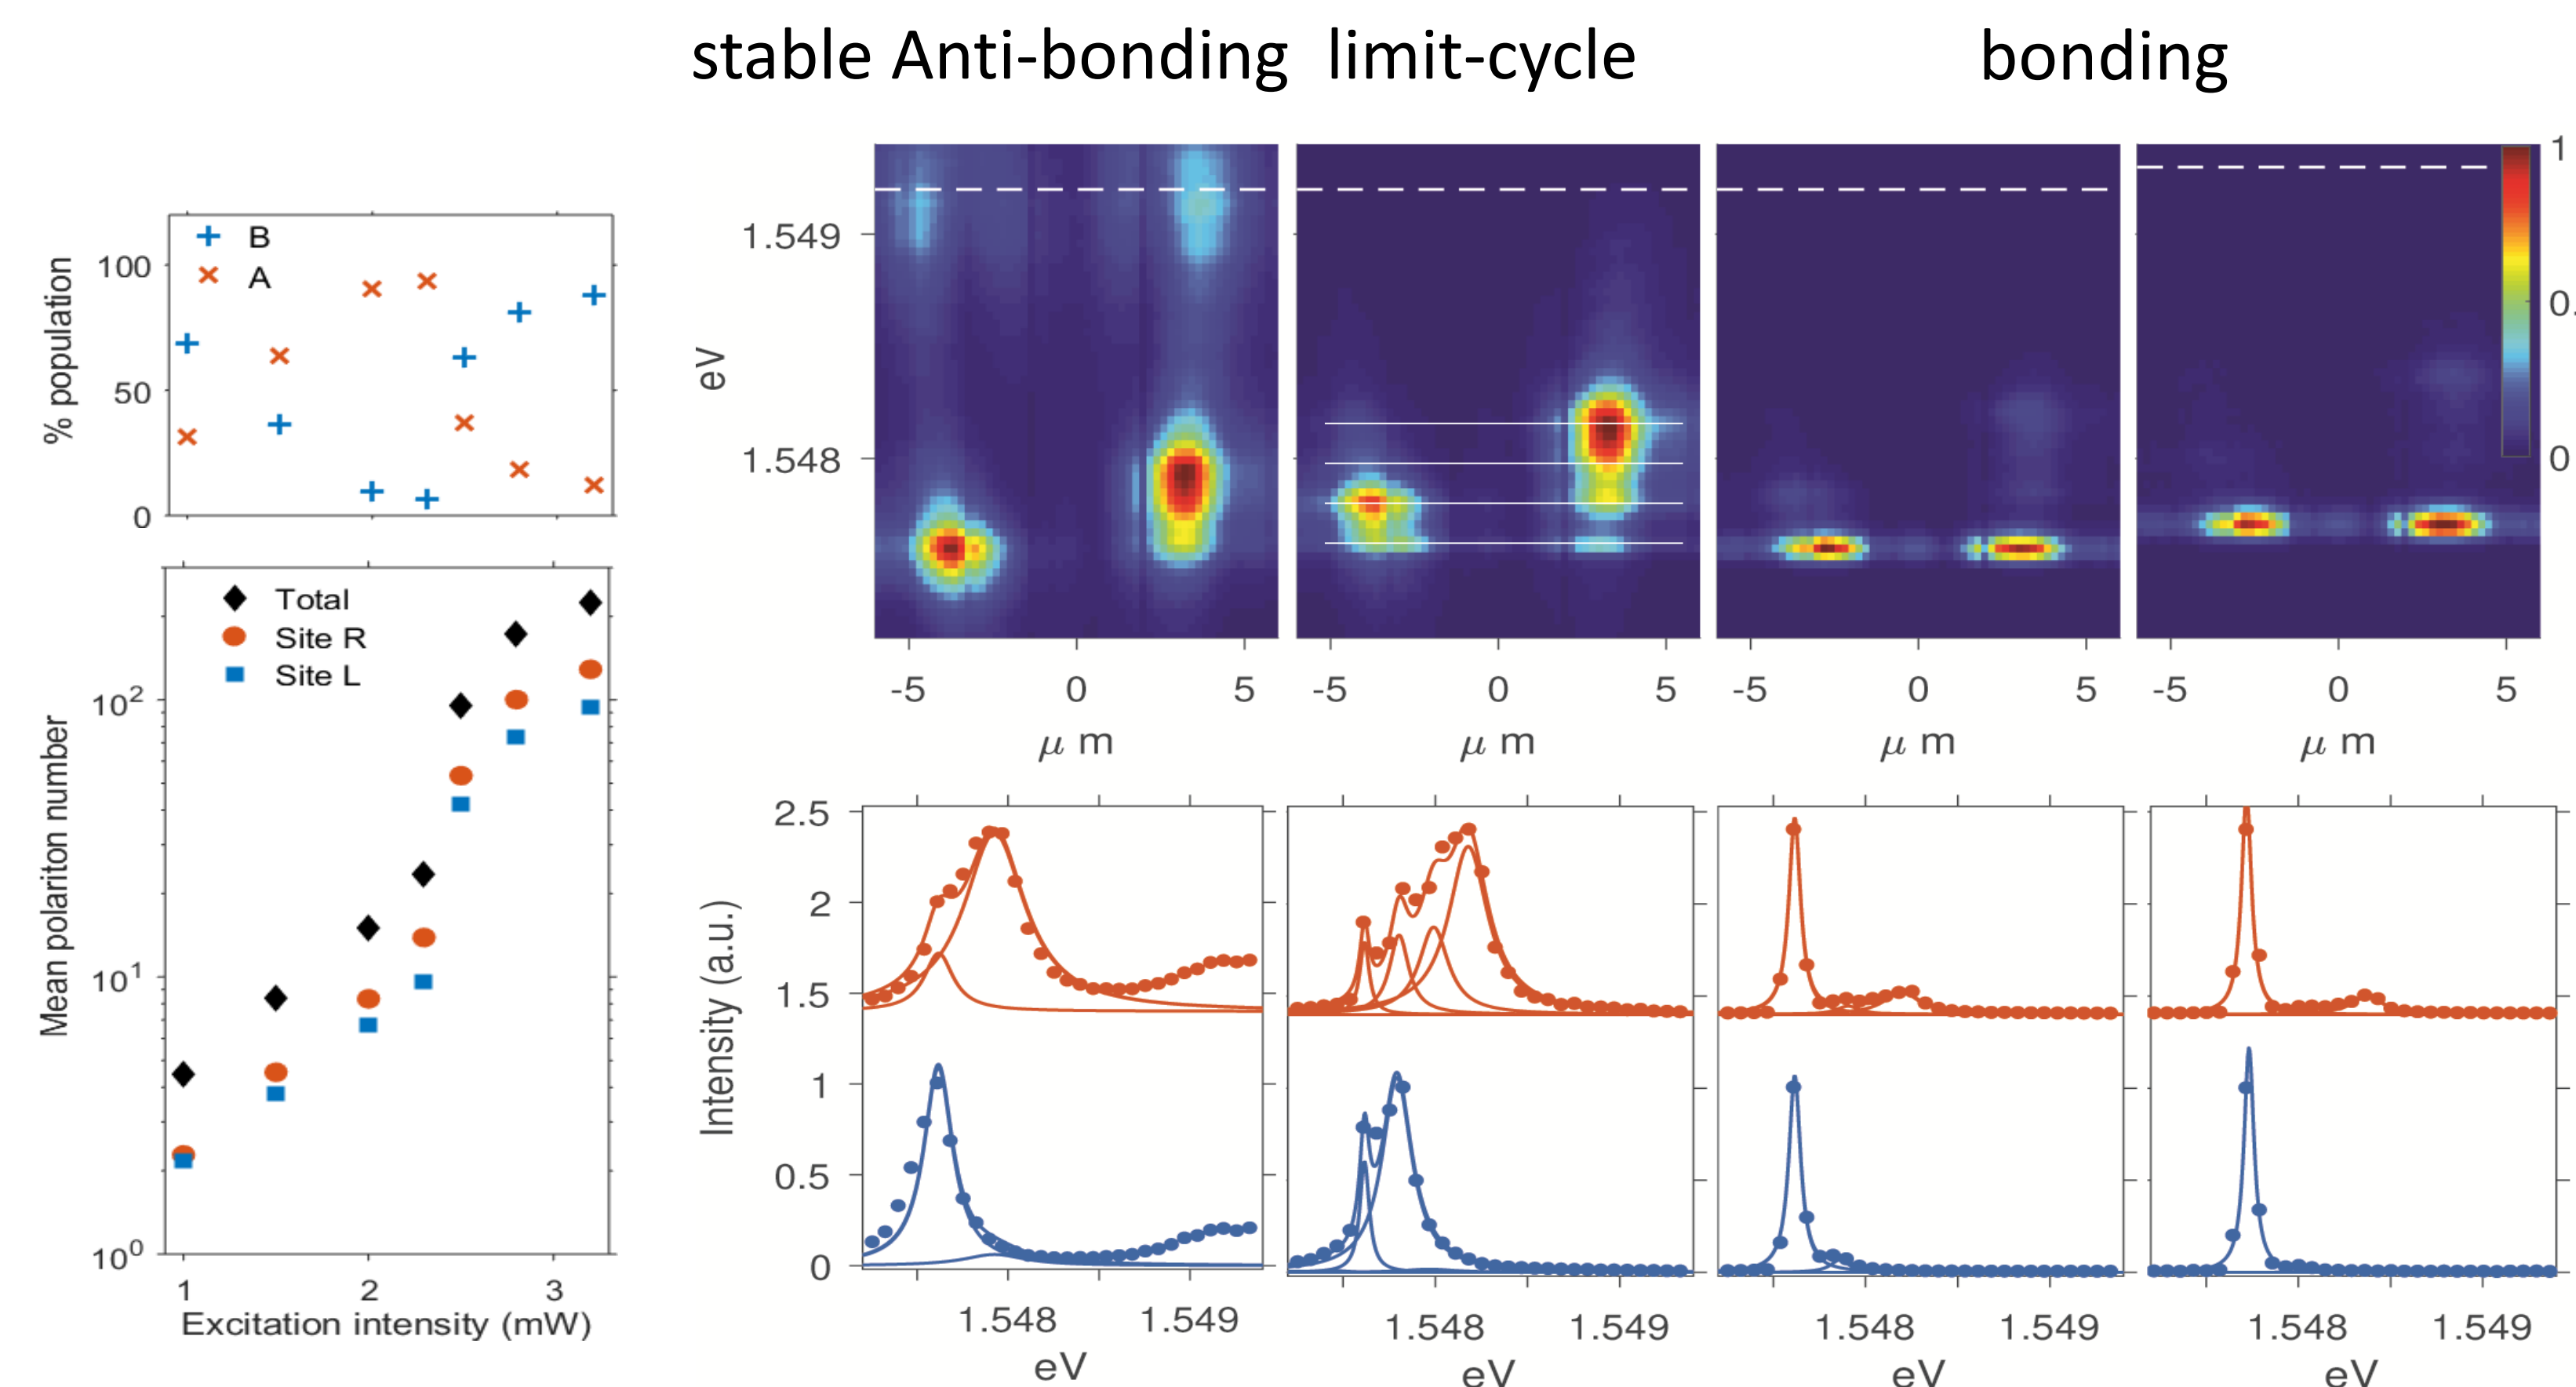 stable Anti-bonding limit-cycle bonding
B
A
% population
100
50
0
Total
Site R
Site L
Mean polariton number
10²
10¹
10⁰
1 2 3
Excitation intensity (mW)
eV
1.549
1.548
1
0.
0
-5 0 5 -5 0 5 -5 0 5 -5 0 5
μ m μ m μ m μ m
Intensity (a.u.)
2.5
2
1.5
1
0.5
0
1.548 1.549 1.548 1.549 1.548 1.549 1.548 1.549
eV eV eV eV